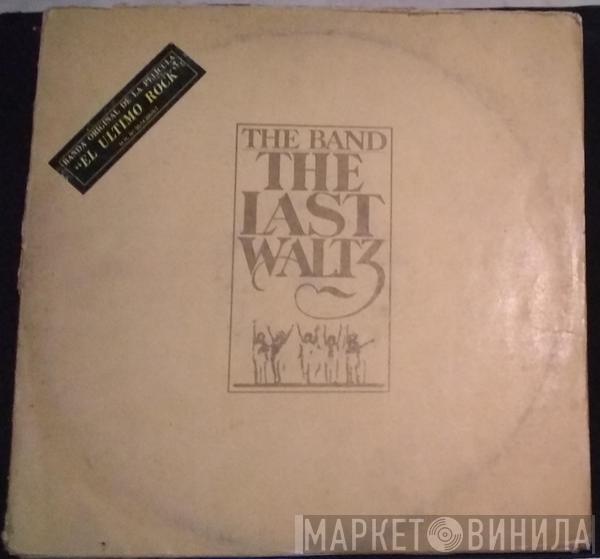 BANDA ORIGINAL DE LA PELICULA
"EL ULTIMO ROCK"
THE BAND
THE
LAST
WALTZ
МАРКЕТ ВИНИЛА